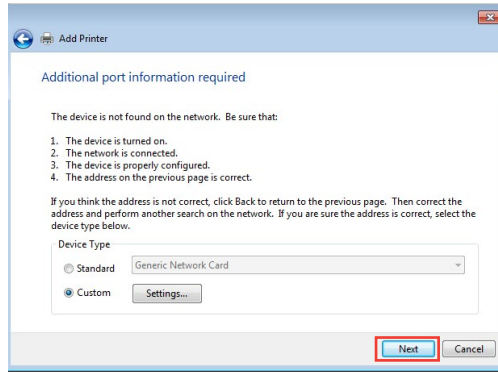 Add Printer
Additional port information required
The device is not found on the network. Be sure that:
1. The device is turned on.
2. The network is connected.
3. The device is properly configured.
4. The address on the previous page is correct.
If you think the address is not correct, click Back to return to the previous page. Then correct the
address and perform another search on the network. If you are sure the address is correct, select the
device type below.
Device Type
Standard
Generic Network Card
Custom
Settings...
Next
Cancel